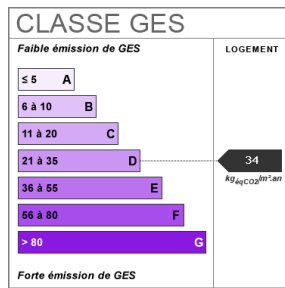 CLASSE GES
Faible émission de GES
LOGEMENT
≤ 5 A
6 à 10 B
11 à 20 C
21 à 35 D
34
kgéqCO2/m².an
36 à 55 E
56 à 80 F
> 80 G
Forte émission de GES